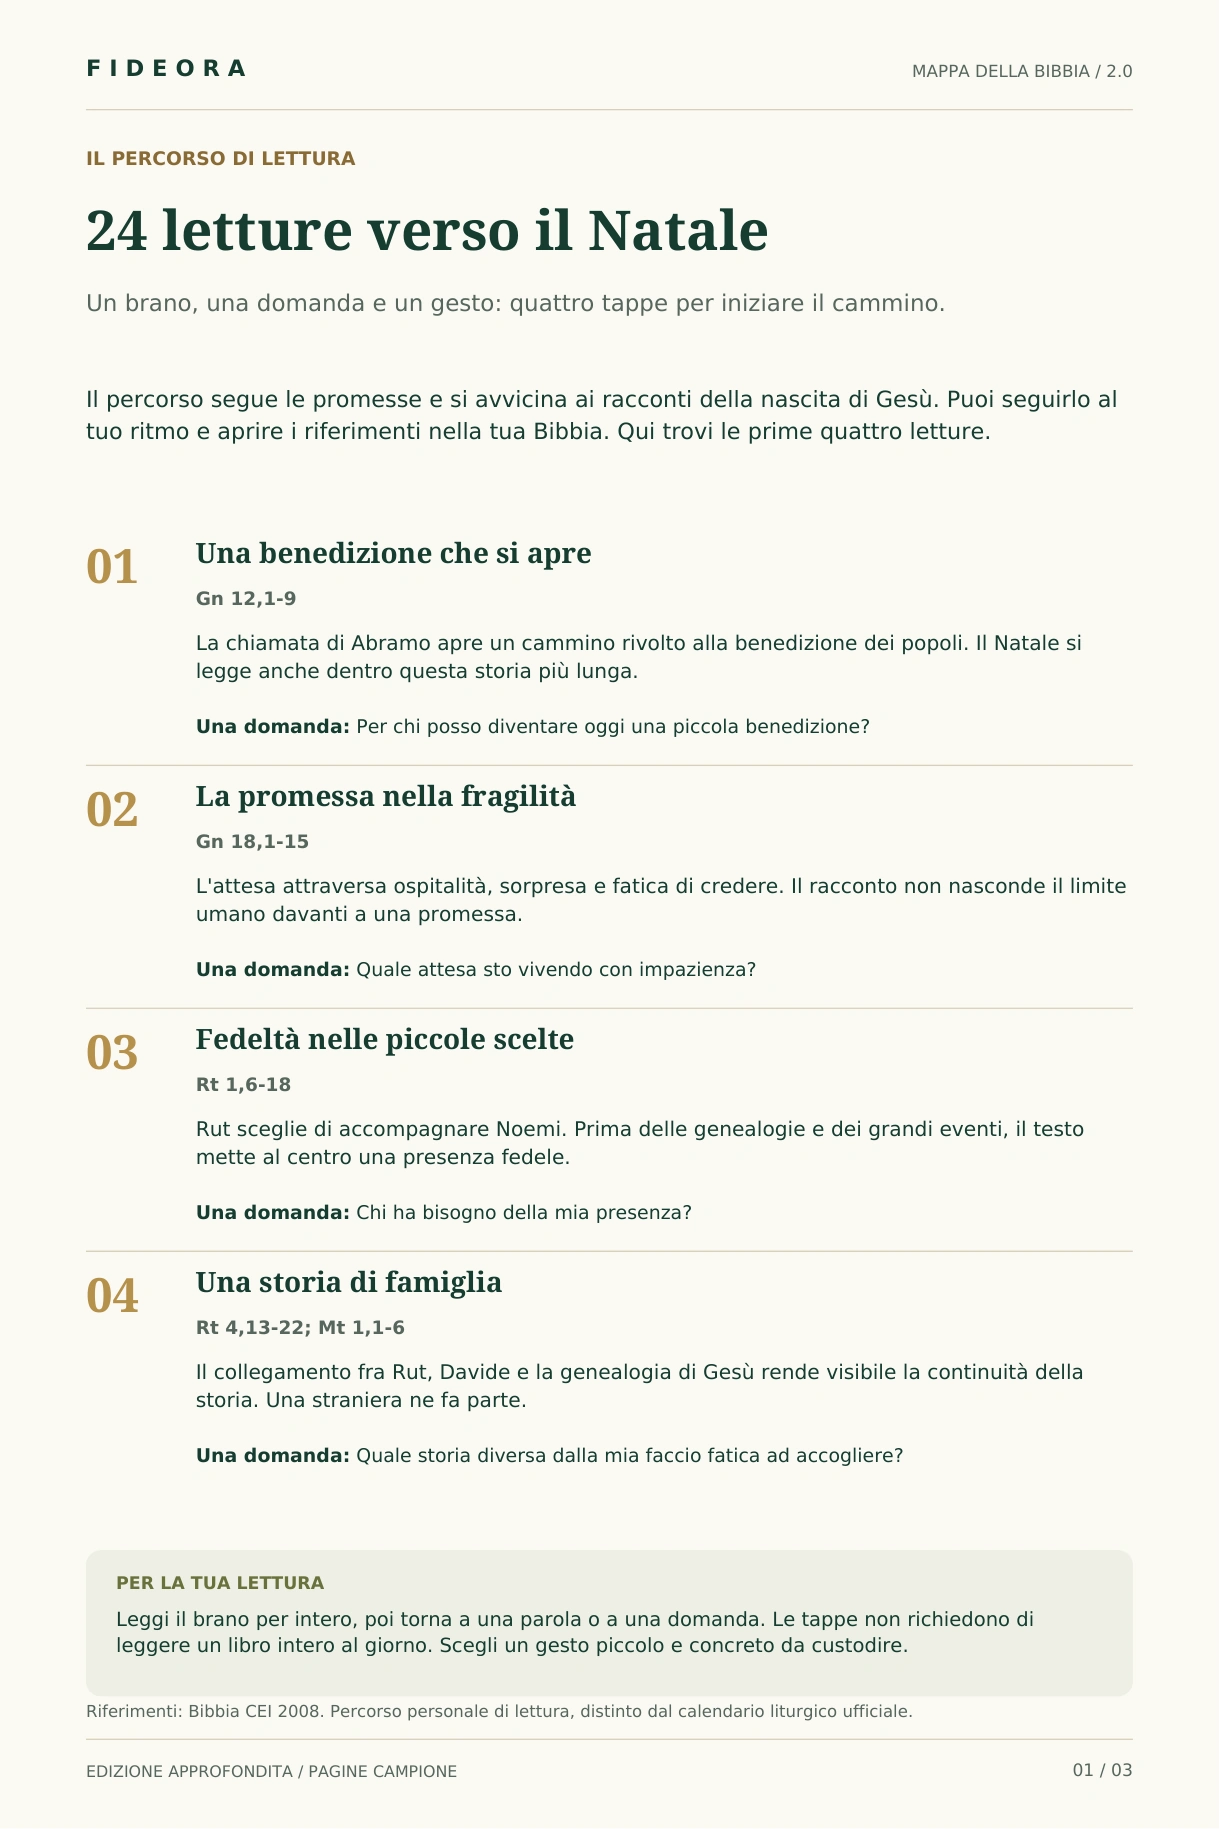 FIDEORA
MAPPA DELLA BIBBIA / 2.0
IL PERCORSO DI LETTURA
24 letture verso il Natale
Un brano, una domanda e un gesto: quattro tappe per iniziare il cammino.
Il percorso segue le promesse e si avvicina ai racconti della nascita di Gesù. Puoi seguirlo al
tuo ritmo e aprire i riferimenti nella tua Bibbia. Qui trovi le prime quattro letture.
01
Una benedizione che si apre
Gn 12,1-9
La chiamata di Abramo apre un cammino rivolto alla benedizione dei popoli. Il Natale si
legge anche dentro questa storia più lunga.
Una domanda: Per chi posso diventare oggi una piccola benedizione?
02
La promessa nella fragilità
Gn 18,1-15
L'attesa attraversa ospitalità, sorpresa e fatica di credere. Il racconto non nasconde il limite
umano davanti a una promessa.
Una domanda: Quale attesa sto vivendo con impazienza?
03
Fedeltà nelle piccole scelte
Rt 1,6-18
Rut sceglie di accompagnare Noemi. Prima delle genealogie e dei grandi eventi, il testo
mette al centro una presenza fedele.
Una domanda: Chi ha bisogno della mia presenza?
04
Una storia di famiglia
Rt 4,13-22; Mt 1,1-6
Il collegamento fra Rut, Davide e la genealogia di Gesù rende visibile la continuità della
storia. Una straniera ne fa parte.
Una domanda: Quale storia diversa dalla mia faccio fatica ad accogliere?
PER LA TUA LETTURA
Leggi il brano per intero, poi torna a una parola o a una domanda. Le tappe non richiedono di
leggere un libro intero al giorno. Scegli un gesto piccolo e concreto da custodire.
Riferimenti: Bibbia CEI 2008. Percorso personale di lettura, distinto dal calendario liturgico ufficiale.
EDIZIONE APPROFONDITA / PAGINE CAMPIONE
01 / 03